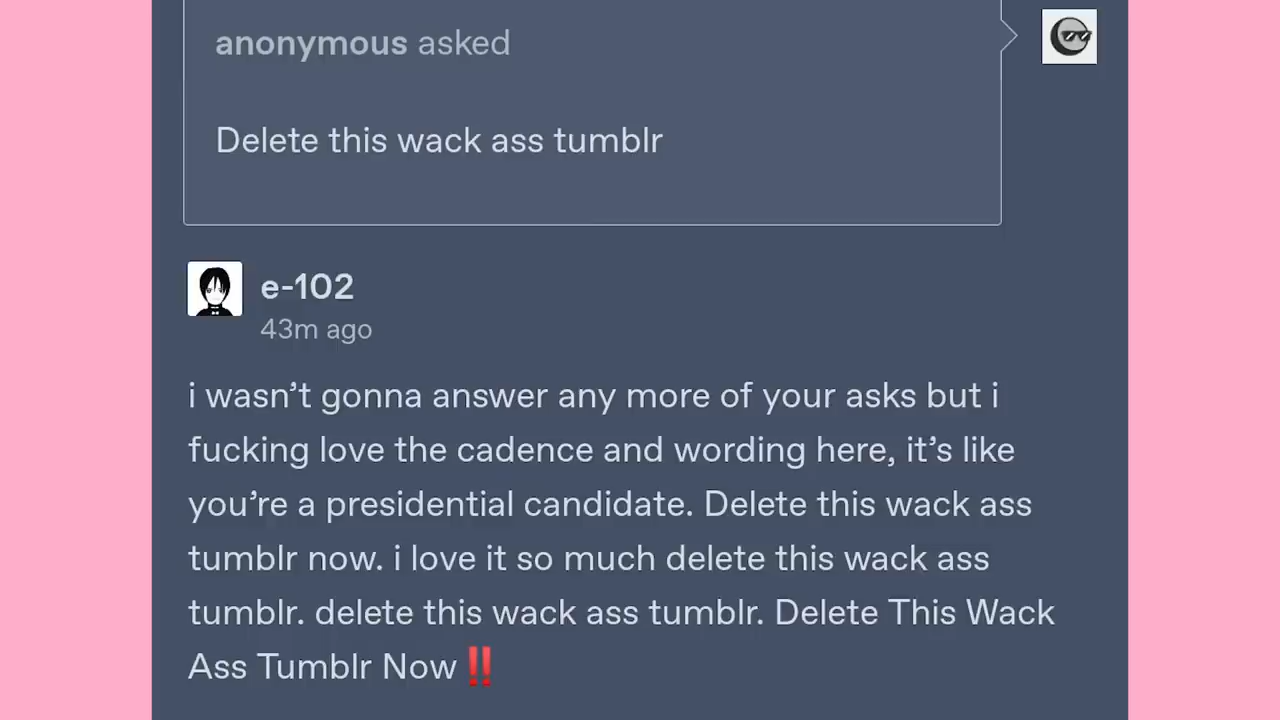 anonymous asked
Delete this wack ass tumblr
e-102
43m ago
i wasn’t gonna answer any more of your asks but i
fucking love the cadence and wording here, it’s like
you’re a presidential candidate. Delete this wack ass
tumblr now. i love it so much delete this wack ass
tumblr. delete this wack ass tumblr. Delete This Wack
Ass Tumblr Now‼️